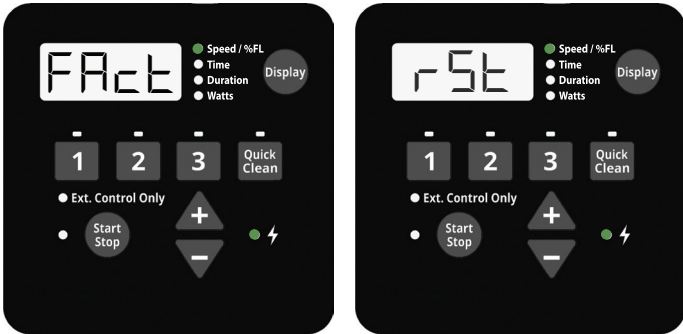 FAct
Speed / %FL
Time
Duration
Watts
Display
1 2 3 Quick Clean
Ext. Control Only
Start Stop
+
−
rSt
Speed / %FL
Time
Duration
Watts
Display
1 2 3 Quick Clean
Ext. Control Only
Start Stop
+
−